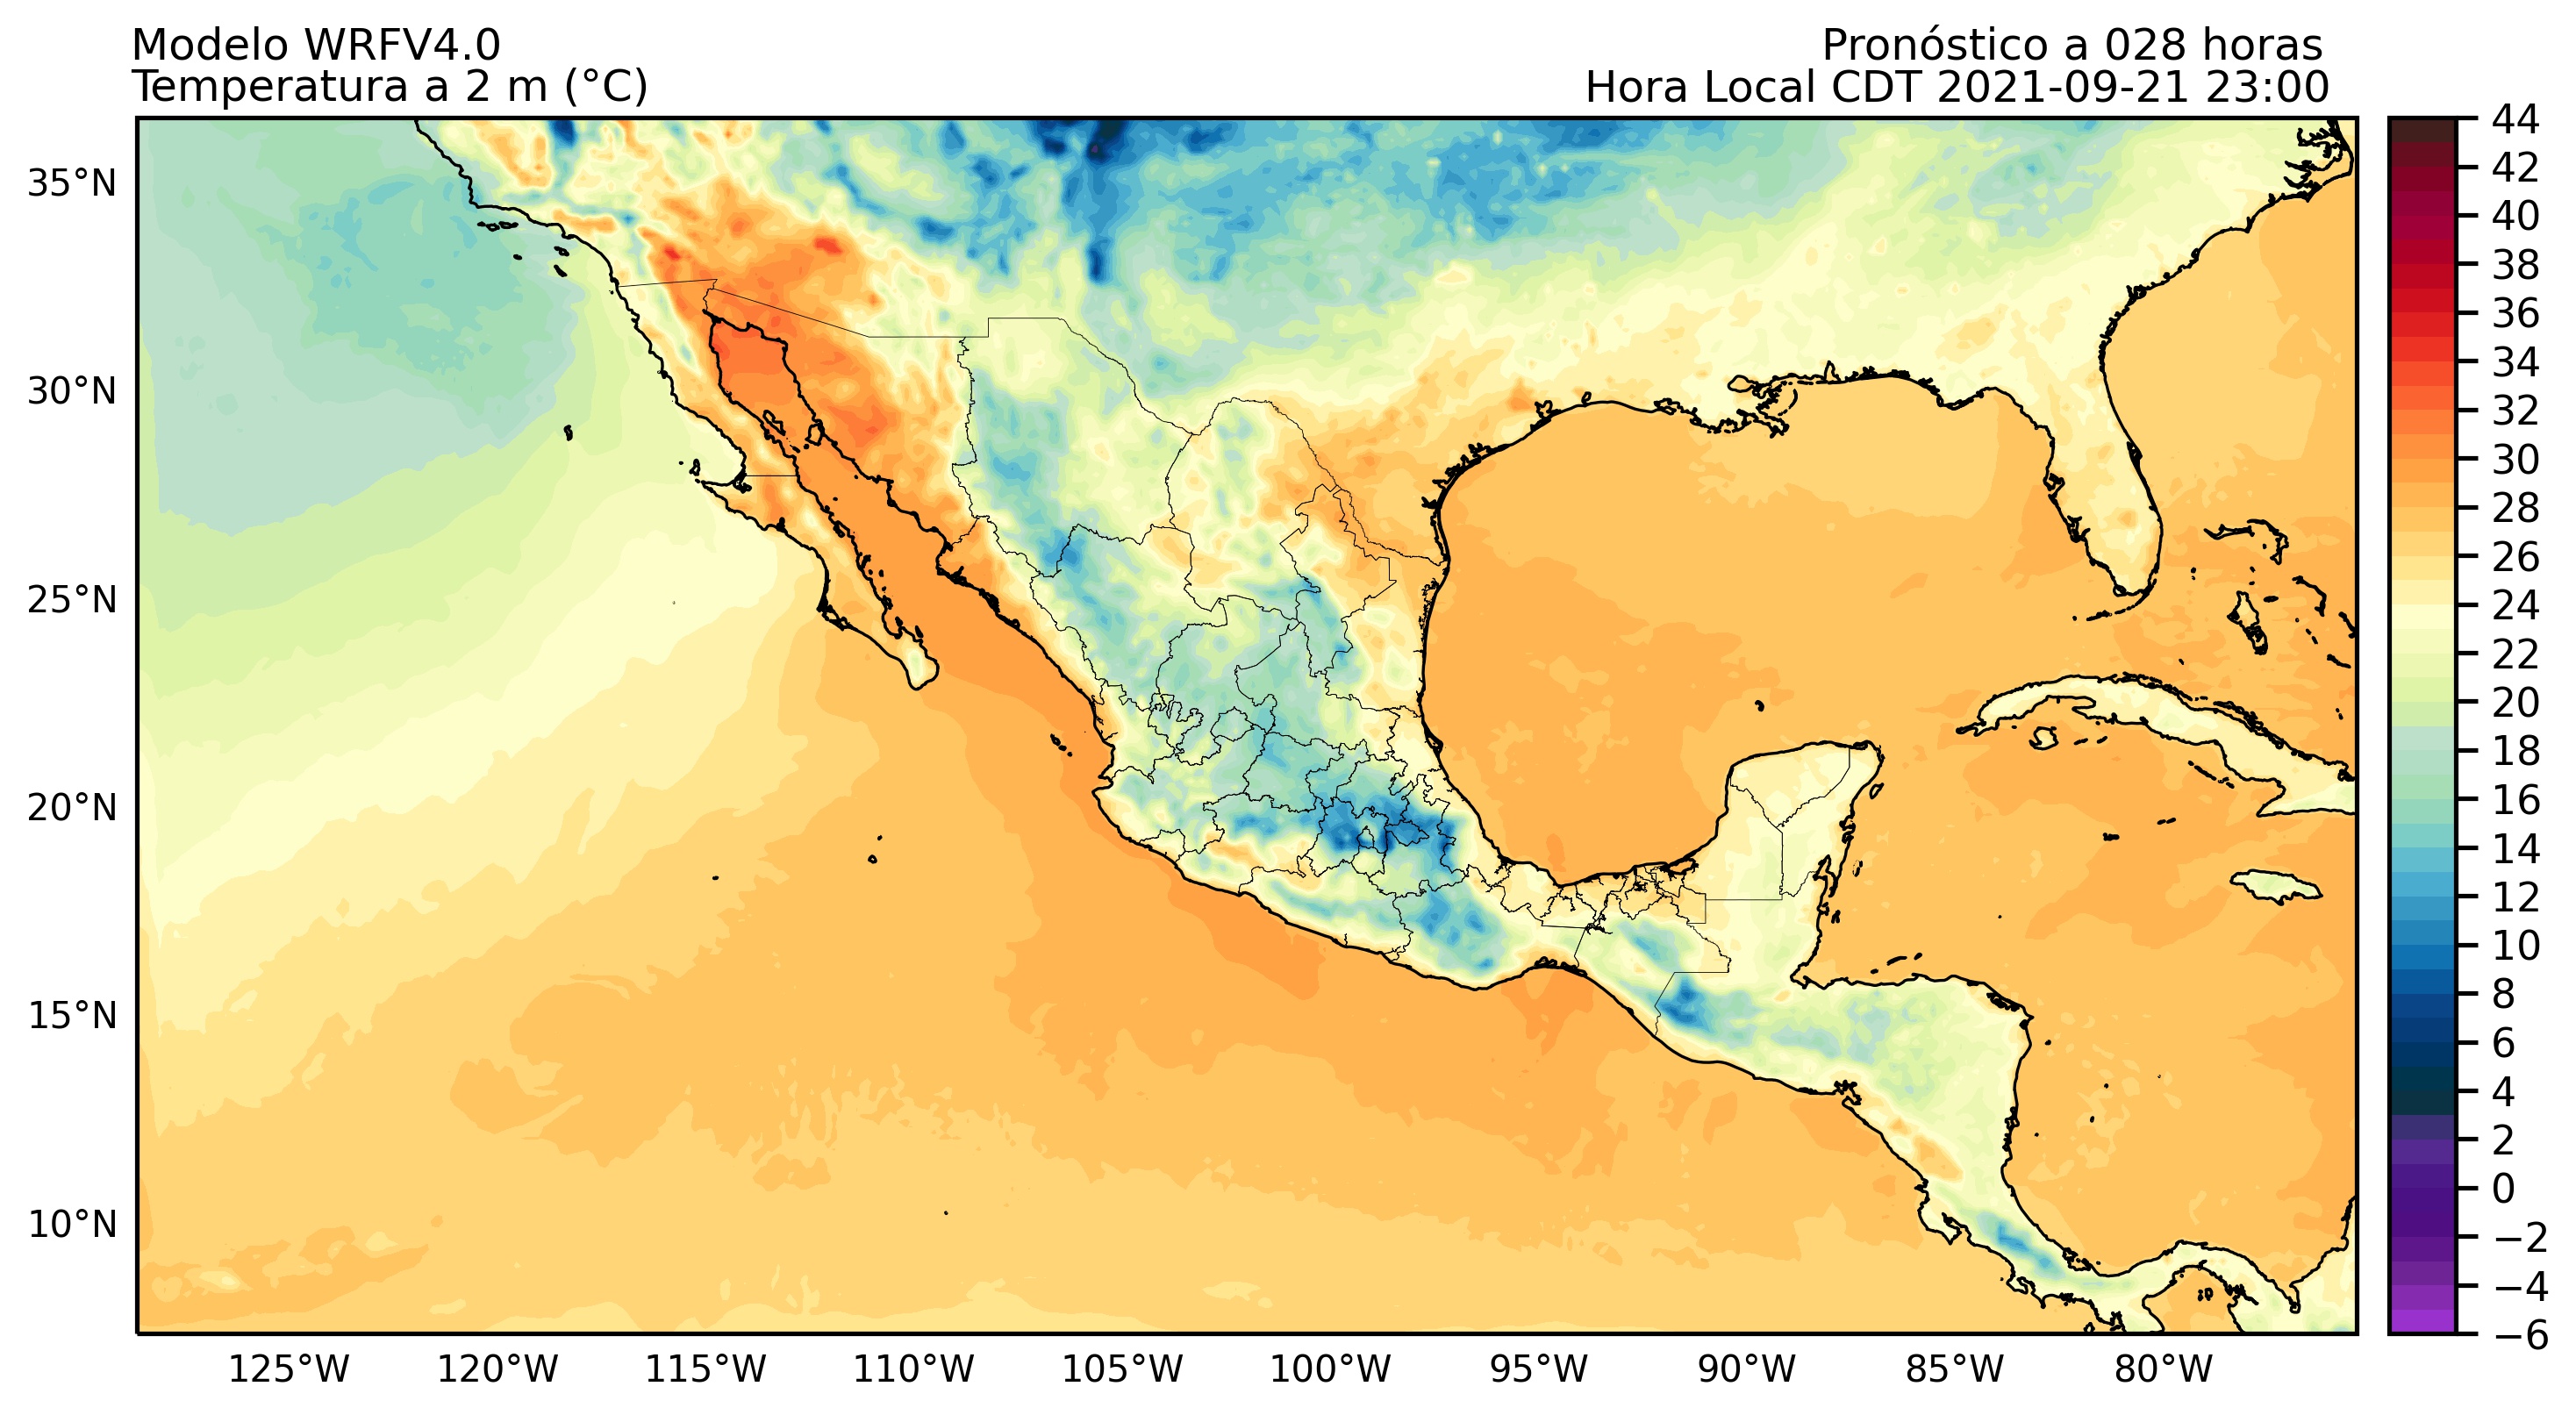 Modelo WRFV4.0
Pronóstico a 028 horas
Temperatura a 2 m (°C)
Hora Local CDT 2021-09-21 23:00
35°N
30°N
25°N
20°N
15°N
10°N
125°W
120°W
115°W
110°W
105°W
100°W
95°W
90°W
85°W
80°W
44
42
40
38
36
34
32
30
28
26
24
22
20
18
16
14
12
10
8
6
4
2
0
−2
−4
−6